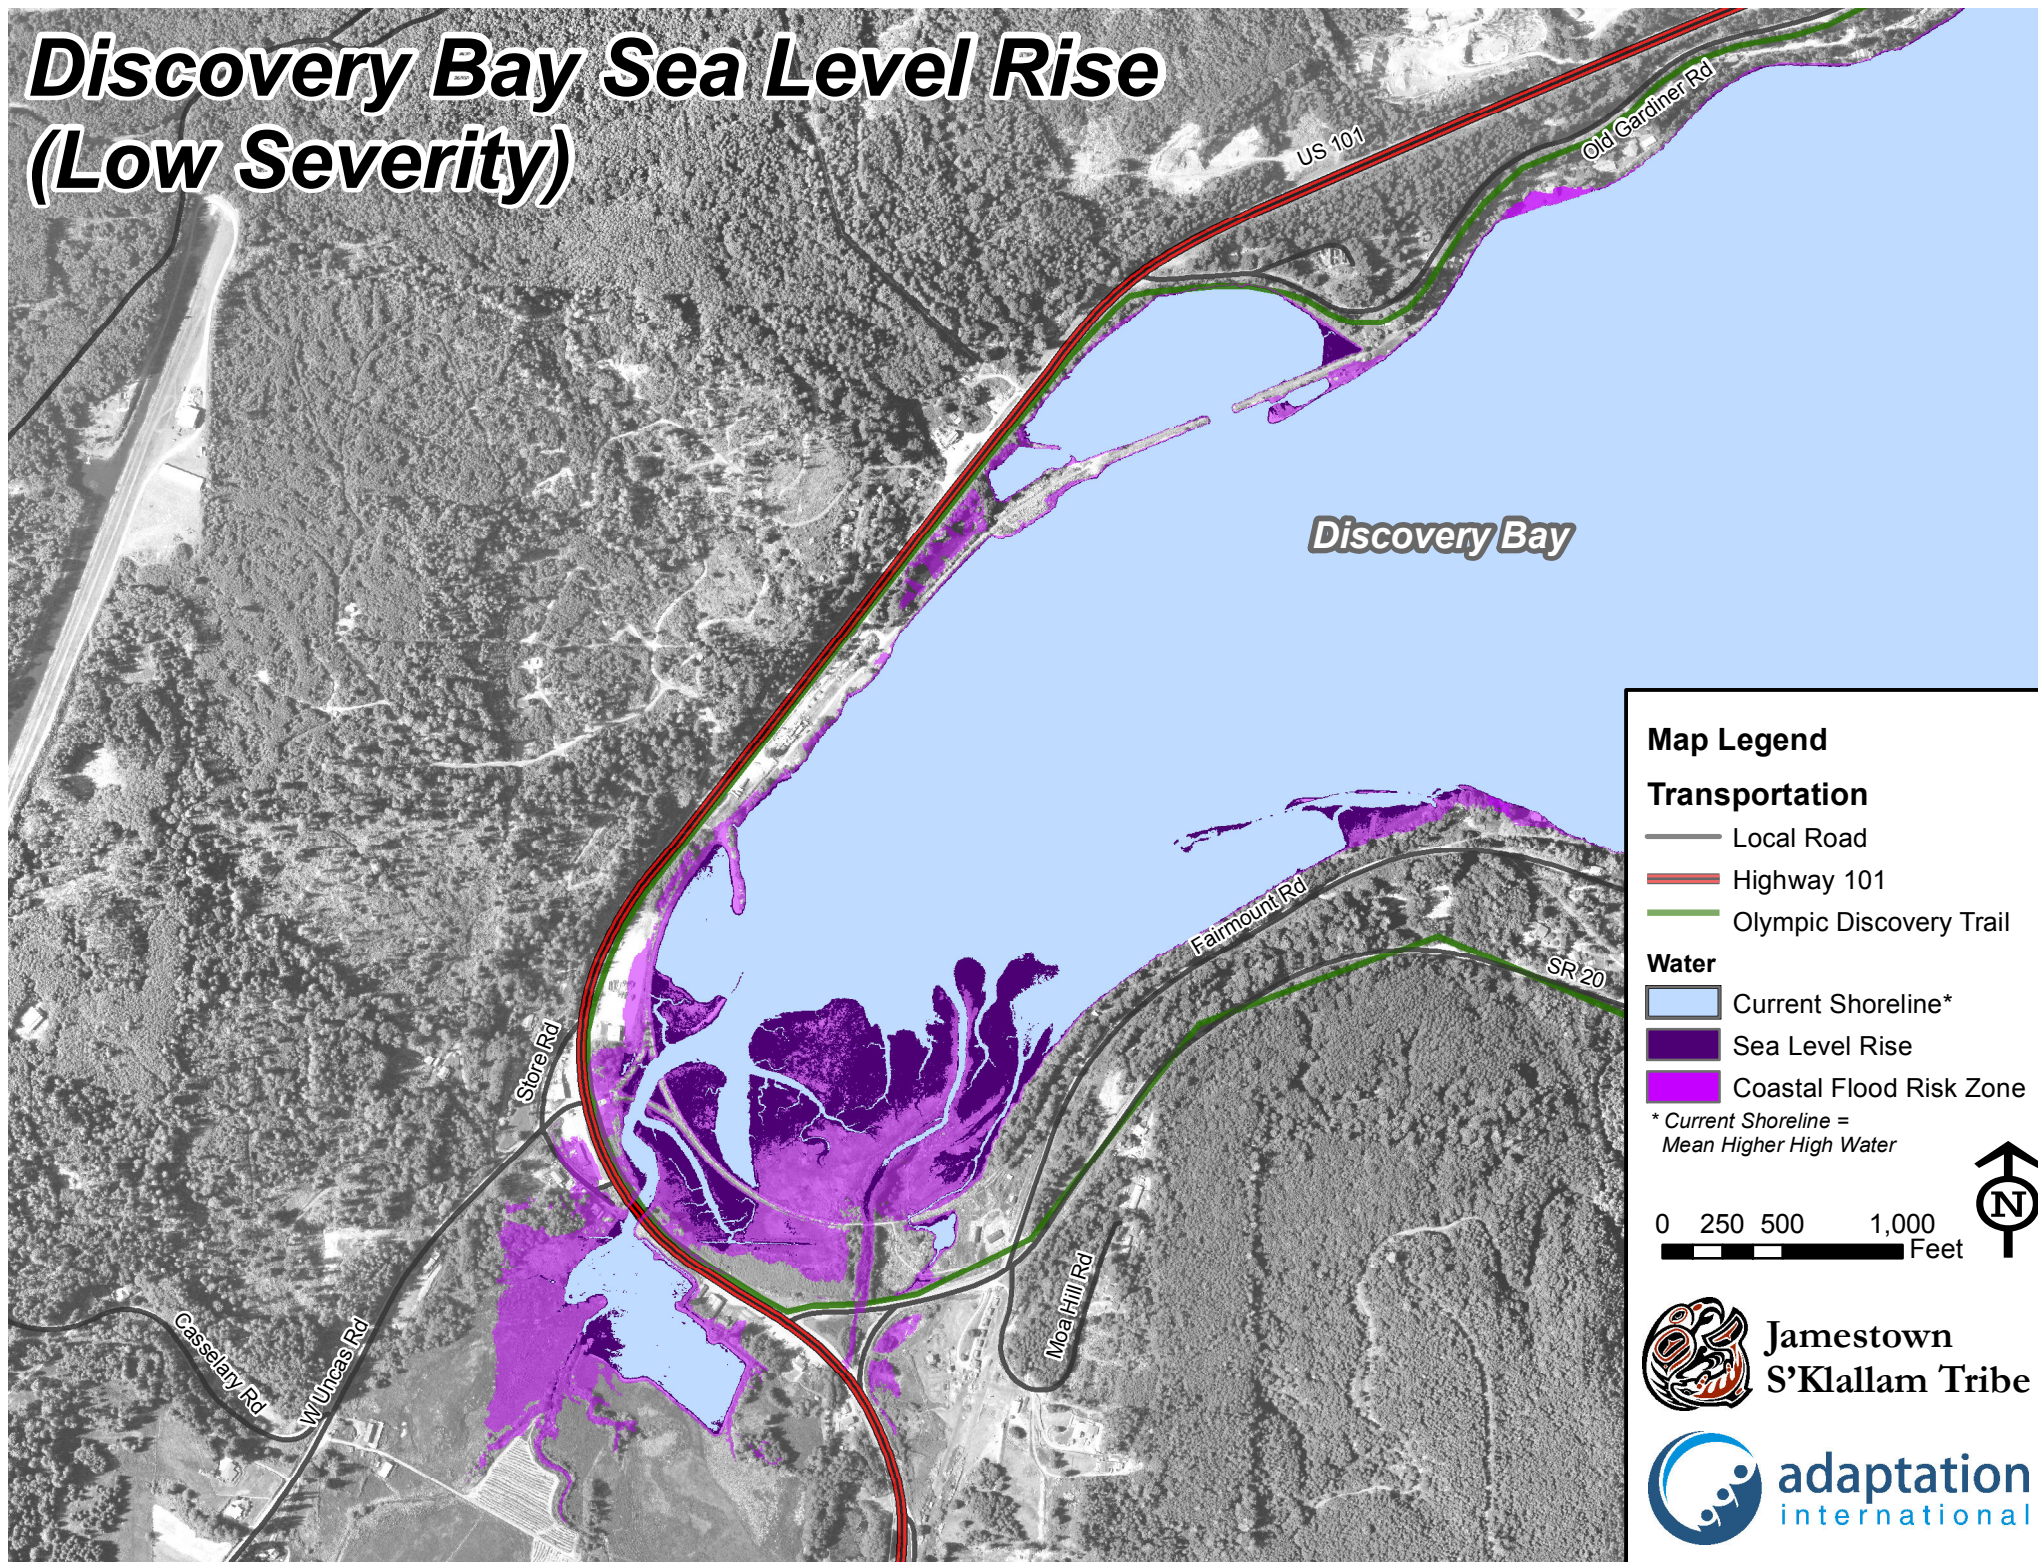 Discovery Bay Sea Level Rise
(Low Severity)
US 101
Old Gardiner Rd
Discovery Bay
Fairmount Rd
SR 20
Store Rd
Moa Hill Rd
W Uncas Rd
Casselary Rd
Map Legend
Transportation
Local Road
Highway 101
Olympic Discovery Trail
Water
Current Shoreline*
Sea Level Rise
Coastal Flood Risk Zone
* Current Shoreline =
Mean Higher High Water
N
0 250 500 1,000
Feet
Jamestown
S'Klallam Tribe
adaptation
international